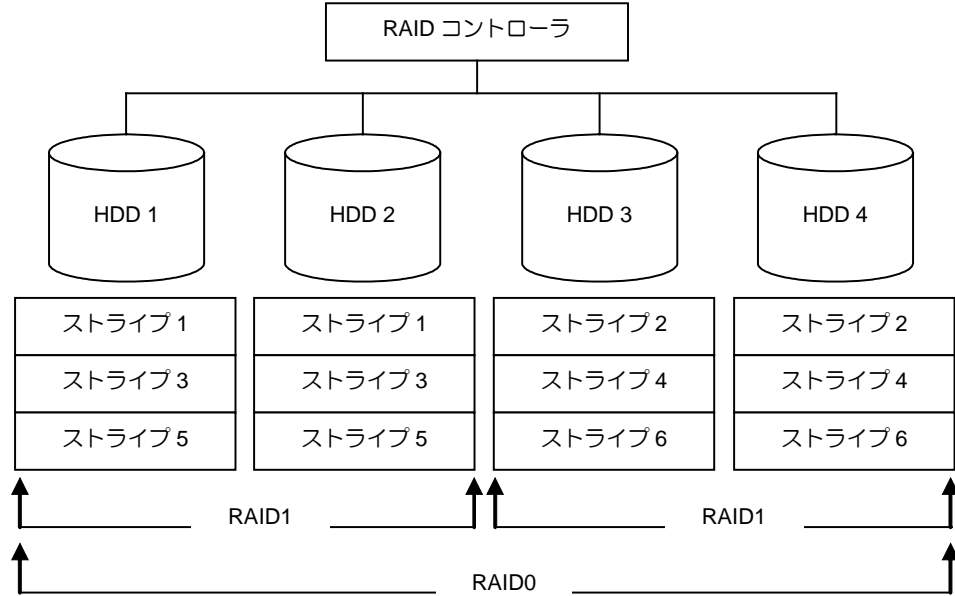 RAID コントローラ
HDD 1
HDD 2
HDD 3
HDD 4
ストライプ 1
ストライプ 1
ストライプ 2
ストライプ 2
ストライプ 3
ストライプ 3
ストライプ 4
ストライプ 4
ストライプ 5
ストライプ 5
ストライプ 6
ストライプ 6
RAID1
RAID1
RAID0